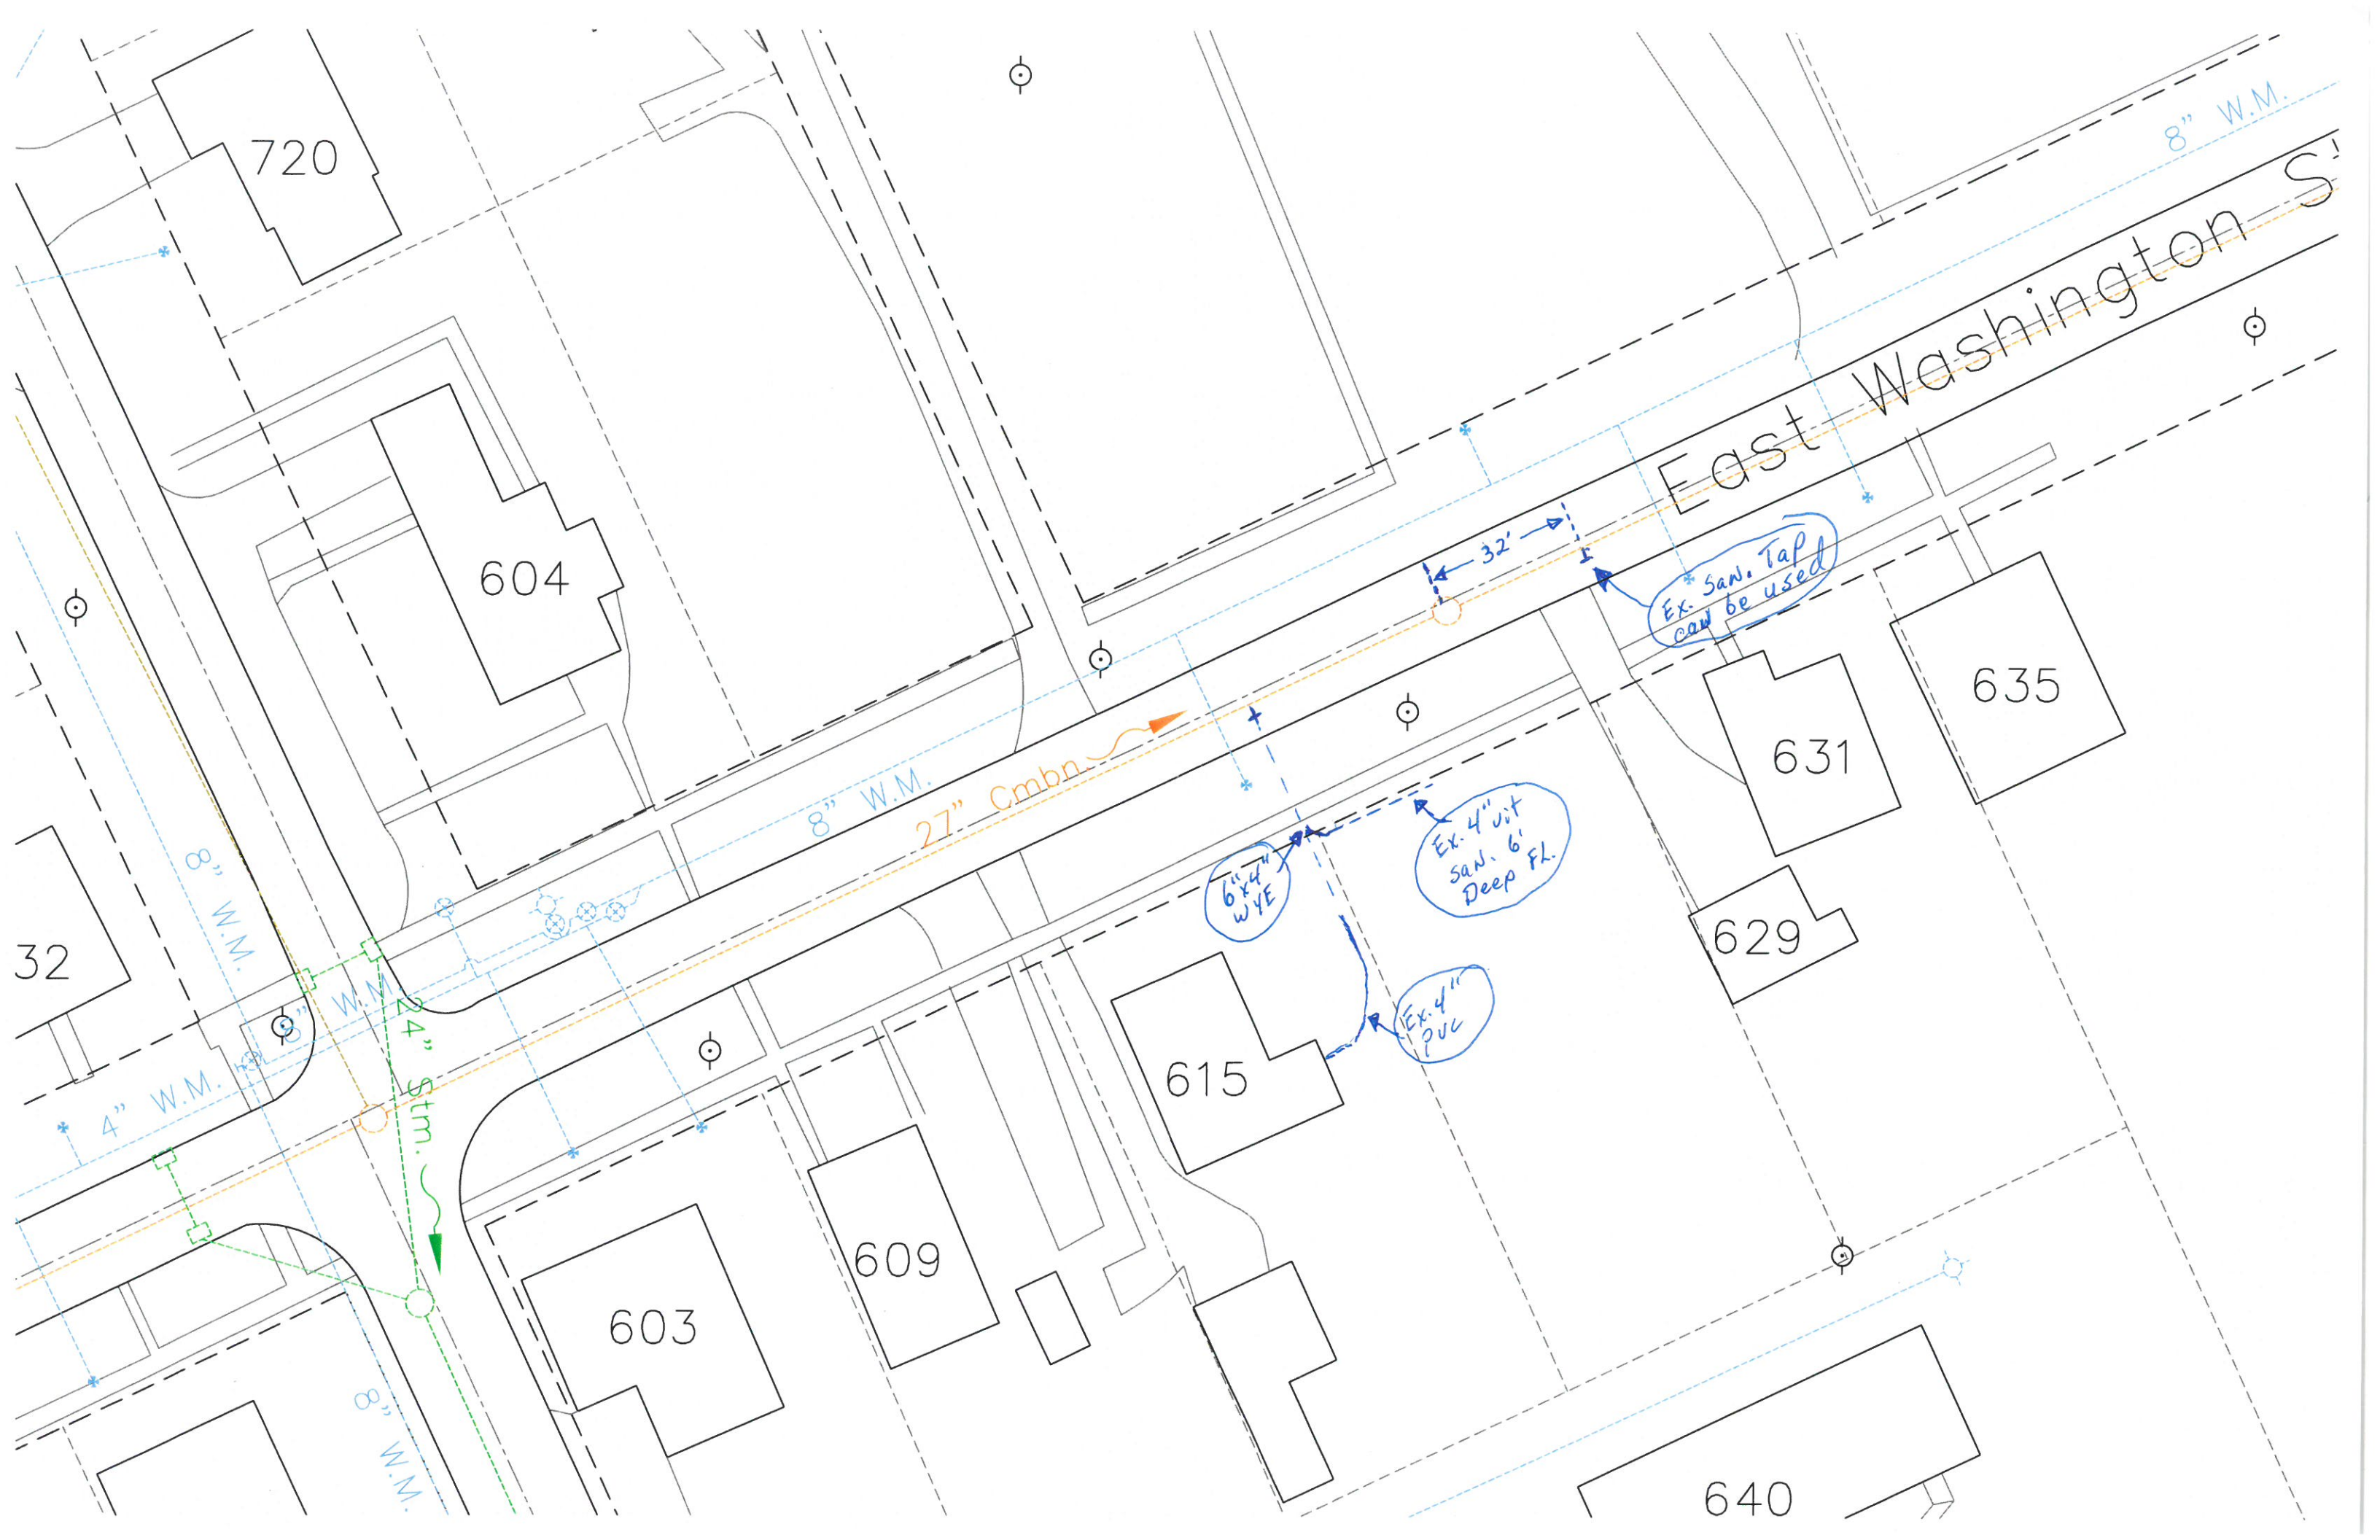 720
8" W.M.
East Washington S
604
32'
Ex. San. Tap
can be used
635
631
27" Cmbn.
8" W.M.
Ex. 4" vit
San. 6'
Deep FL.
6"x4"
WYE
8" W.M.
32
629
8" W.M.
24" Stm.
Ex. 4"
PVC
615
4" W.M.
609
603
8" W.M.
640